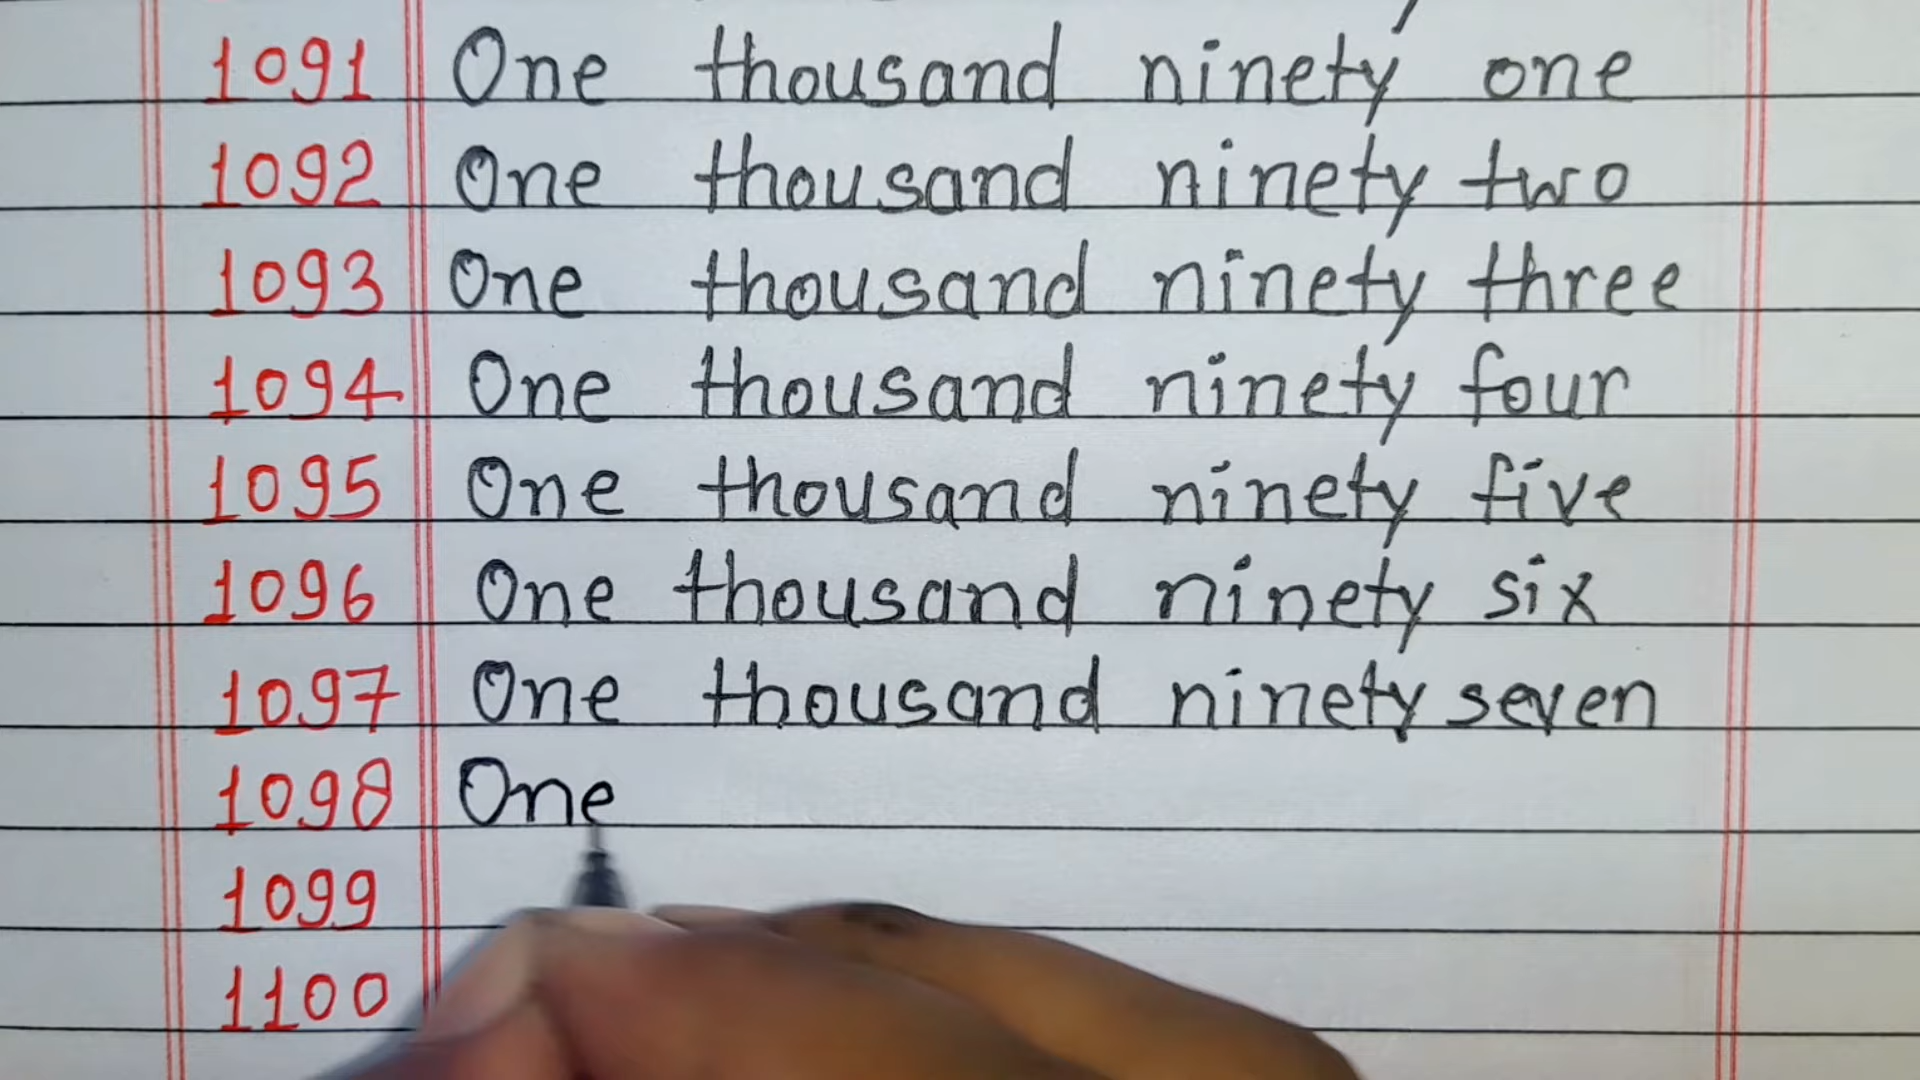 1091 One thousand ninety one
1092 One thousand ninety two
1093 One thousand ninety three
1094 One thousand ninety four
1095 One thousand ninety five
1096 One thousand ninety six
1097 One thousand ninety seven
1098 One
1099
1100